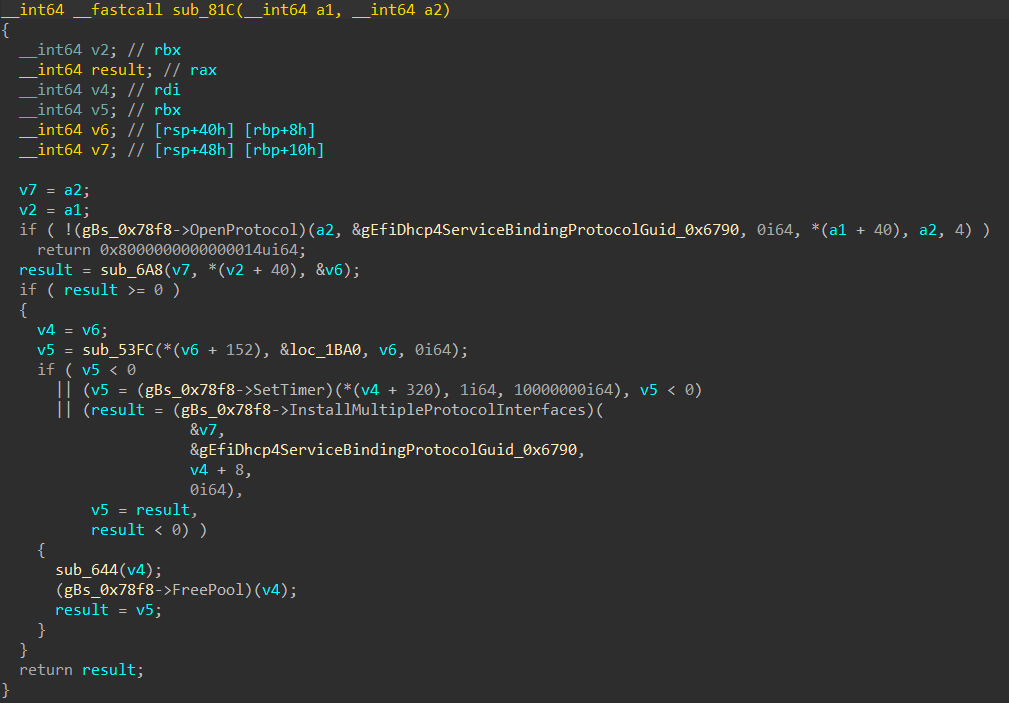 __int64 __fastcall sub_81C(__int64 a1, __int64 a2)
{
  __int64 v2; // rbx
  __int64 result; // rax
  __int64 v4; // rdi
  __int64 v5; // rbx
  __int64 v6; // [rsp+40h] [rbp+8h]
  __int64 v7; // [rsp+48h] [rbp+10h]

  v7 = a2;
  v2 = a1;
  if ( !(gBs_0x78f8->OpenProtocol)(a2, &gEfiDhcp4ServiceBindingProtocolGuid_0x6790, 0i64, *(a1 + 40), a2, 4) )
    return 0x8000000000000014ui64;
  result = sub_6A8(v7, *(v2 + 40), &v6);
  if ( result >= 0 )
  {
    v4 = v6;
    v5 = sub_53FC(*(v6 + 152), &loc_1BA0, v6, 0i64);
    if ( v5 < 0
      || (v5 = (gBs_0x78f8->SetTimer)(*(v4 + 320), 1i64, 10000000i64), v5 < 0)
      || (result = (gBs_0x78f8->InstallMultipleProtocolInterfaces)(
                     &v7,
                     &gEfiDhcp4ServiceBindingProtocolGuid_0x6790,
                     v4 + 8,
                     0i64),
          v5 = result,
          result < 0) )
    {
      sub_644(v4);
      (gBs_0x78f8->FreePool)(v4);
      result = v5;
    }
  }
  return result;
}